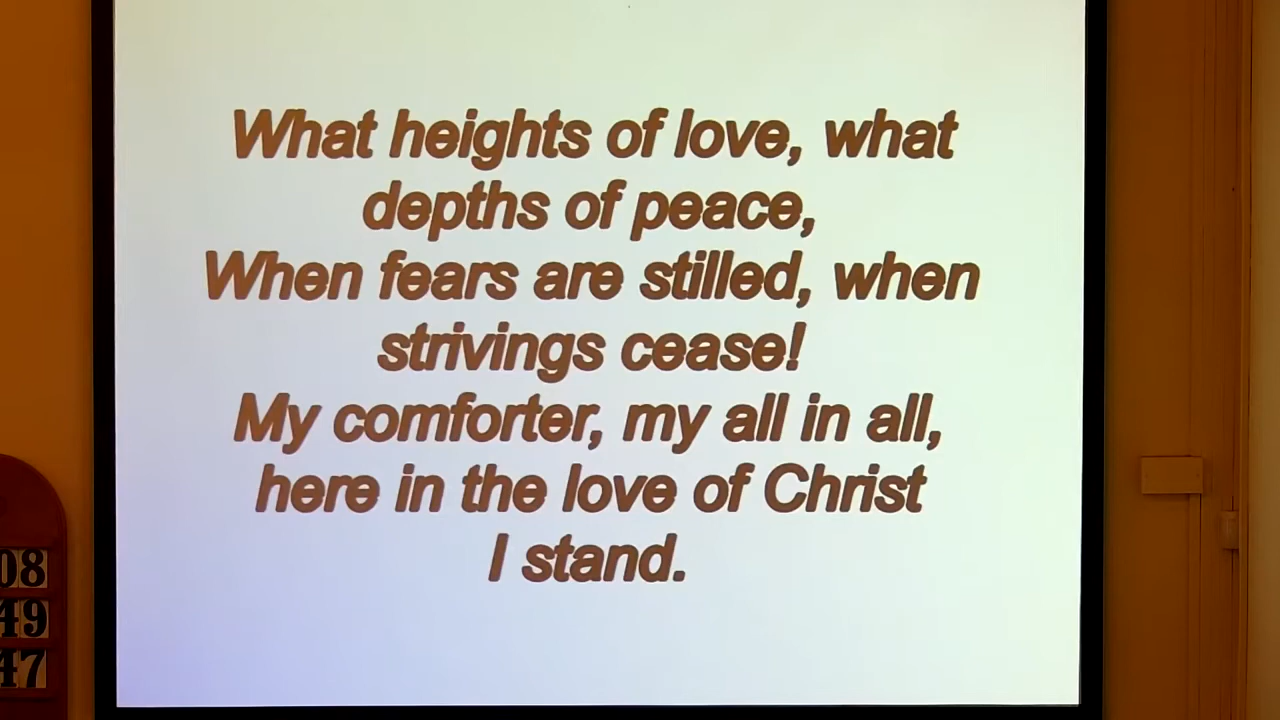 What heights of love, what
depths of peace,
When fears are stilled, when
strivings cease!
My comforter, my all in all,
here in the love of Christ
I stand.
08
49
47